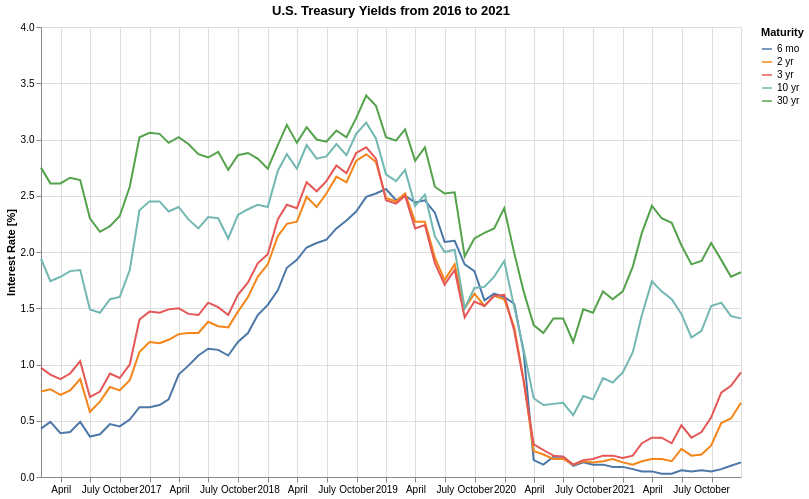 U.S. Treasury Yields from 2016 to 2021
Maturity
6 mo
2 yr
3 yr
10 yr
30 yr
Interest Rate [%]
4.0
3.5
3.0
2.5
2.0
1.5
1.0
0.5
0.0
April July October 2017 April July October 2018 April July October 2019 April July October 2020 April July October 2021 April July October